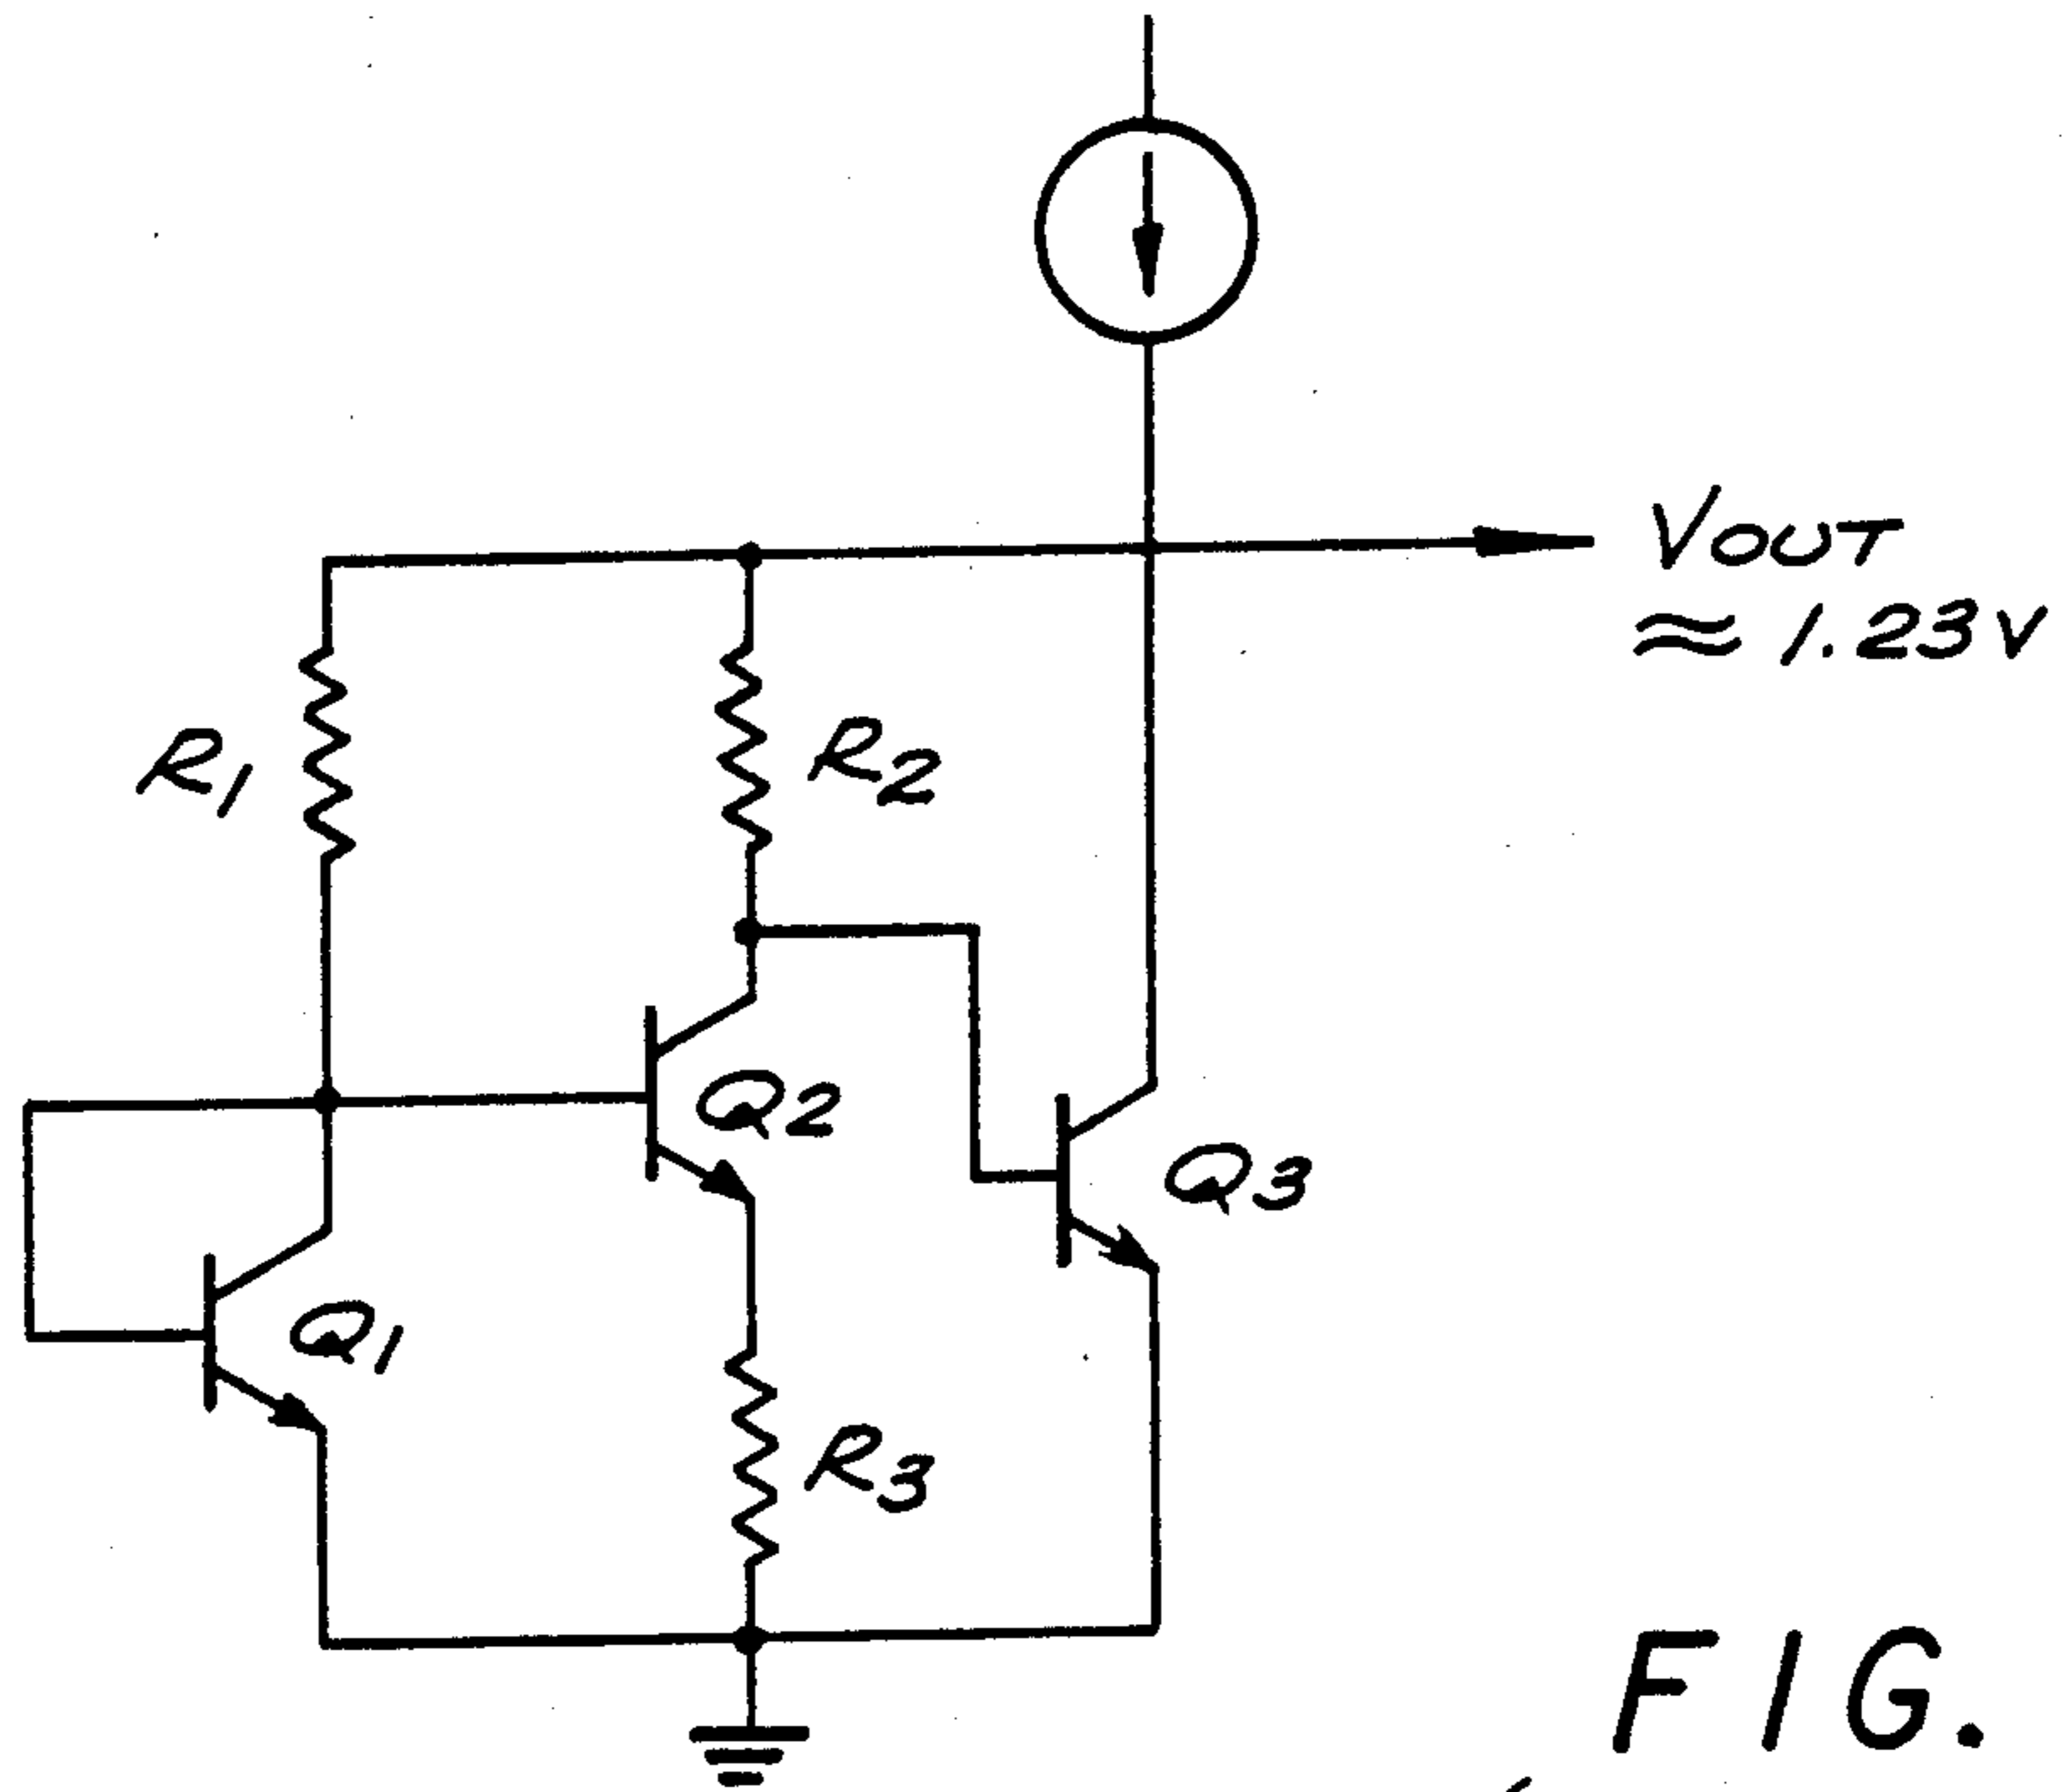 VOUT
≈ 1.23V
R1
R2
Q2
Q3
Q1
R3
FIG.